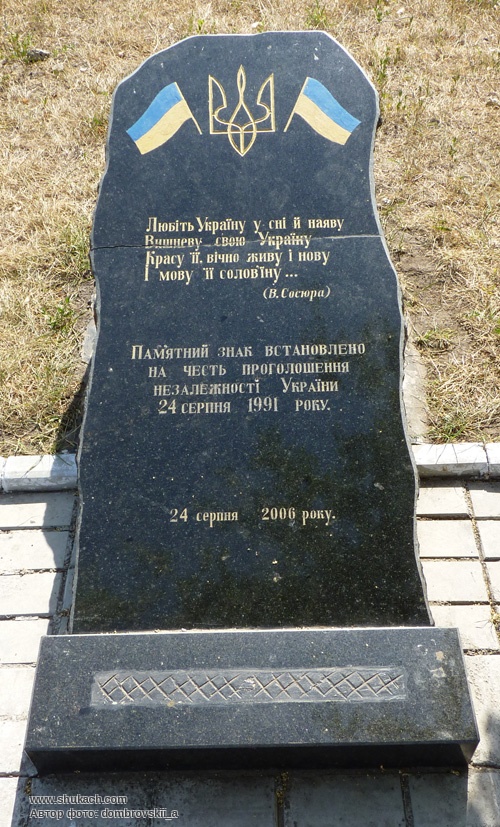 Любіть Україну у сні й наяву
Вишневу свою Україну
Красу її, вічно живу і нову
І мову її солов'їну ...
(В. Сосюра)
Пам'ятний знак встановлено
на честь проголошення
незалежності України
24 серпня 1991 року.
24 серпня 2006 року.
www.shukach.com
Автор фото: dombrovskii_a